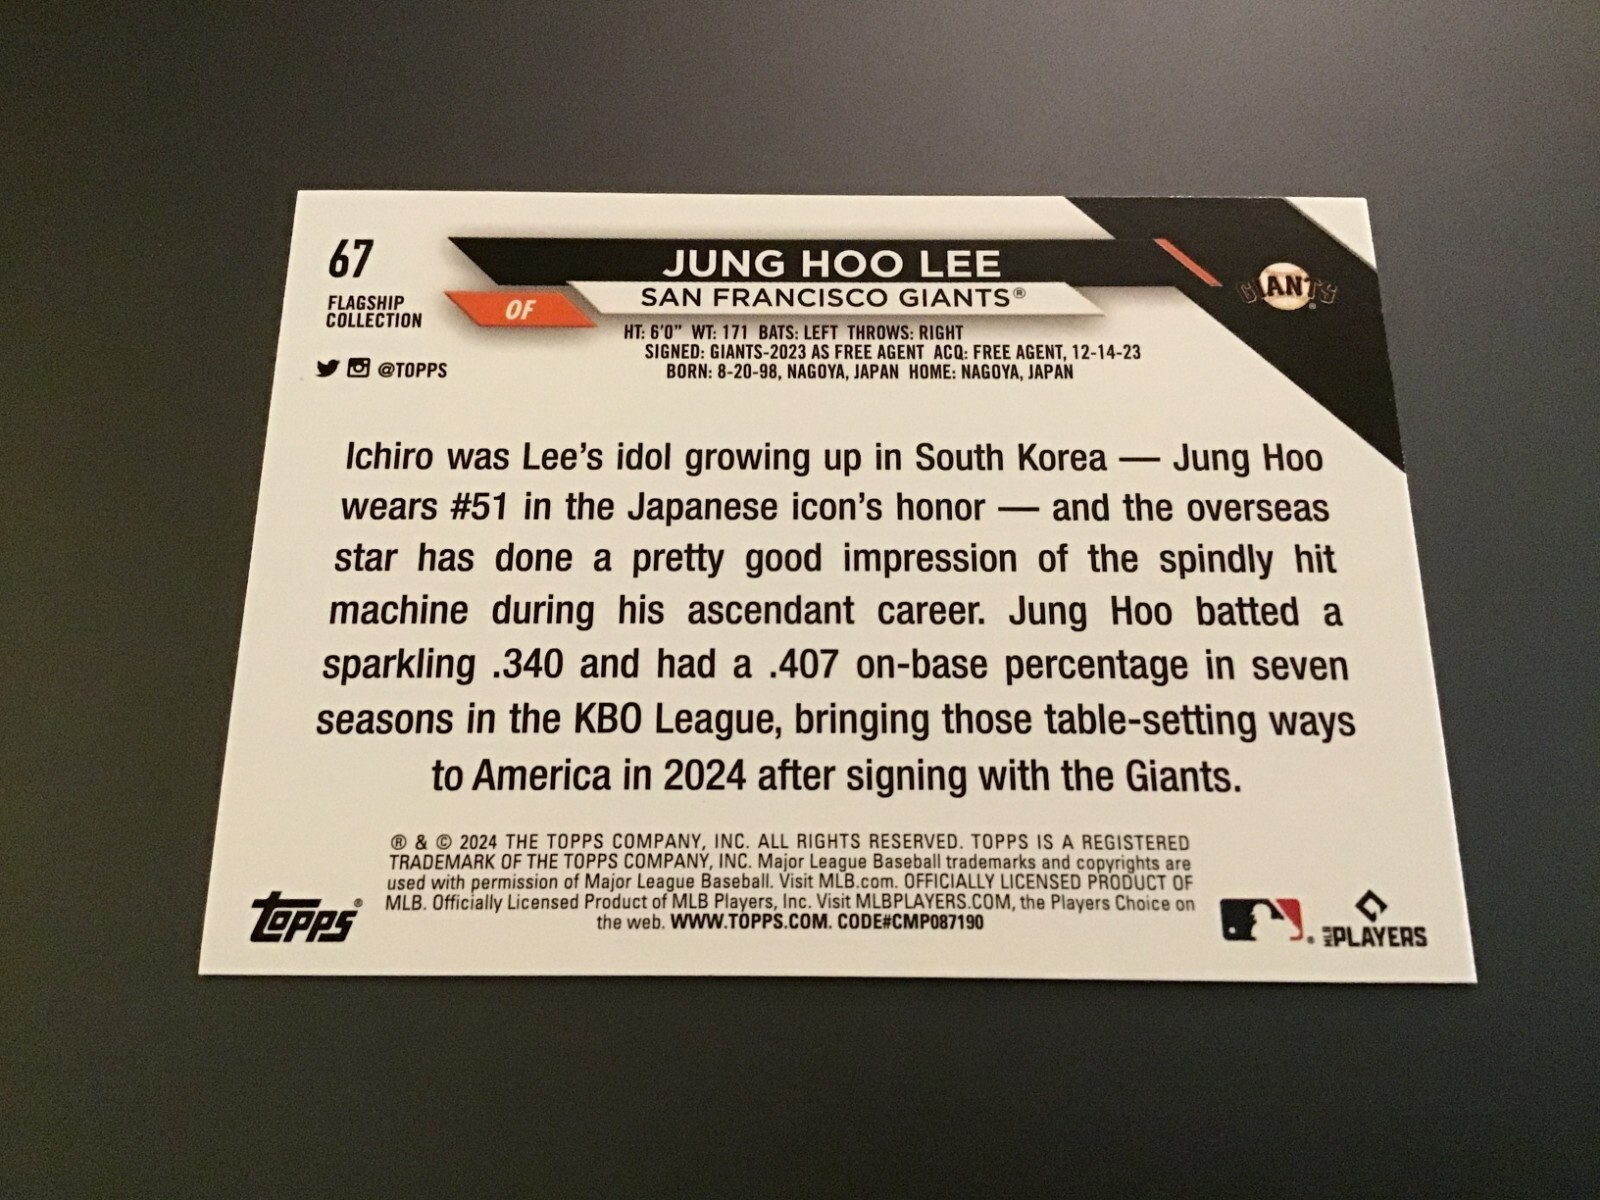 67
FLAGSHIP
COLLECTION
@TOPPS
JUNG HOO LEE
SAN FRANCISCO GIANTS®
OF
GIANTS
HT: 6'0" WT: 171 BATS: LEFT THROWS: RIGHT
SIGNED: GIANTS-2023 AS FREE AGENT ACQ: FREE AGENT, 12-14-23
BORN: 8-20-98, NAGOYA, JAPAN HOME: NAGOYA, JAPAN
Ichiro was Lee's idol growing up in South Korea — Jung Hoo
wears #51 in the Japanese icon's honor — and the overseas
star has done a pretty good impression of the spindly hit
machine during his ascendant career. Jung Hoo batted a
sparkling .340 and had a .407 on-base percentage in seven
seasons in the KBO League, bringing those table-setting ways
to America in 2024 after signing with the Giants.
® & © 2024 THE TOPPS COMPANY, INC. ALL RIGHTS RESERVED. TOPPS IS A REGISTERED
TRADEMARK OF THE TOPPS COMPANY, INC. Major League Baseball trademarks and copyrights are
used with permission of Major League Baseball. Visit MLB.com. OFFICIALLY LICENSED PRODUCT OF
MLB. Officially Licensed Product of MLB Players, Inc. Visit MLBPLAYERS.COM, the Players Choice on
the web. WWW.TOPPS.COM. CODE#CMP087190
topps®
MLB PLAYERS